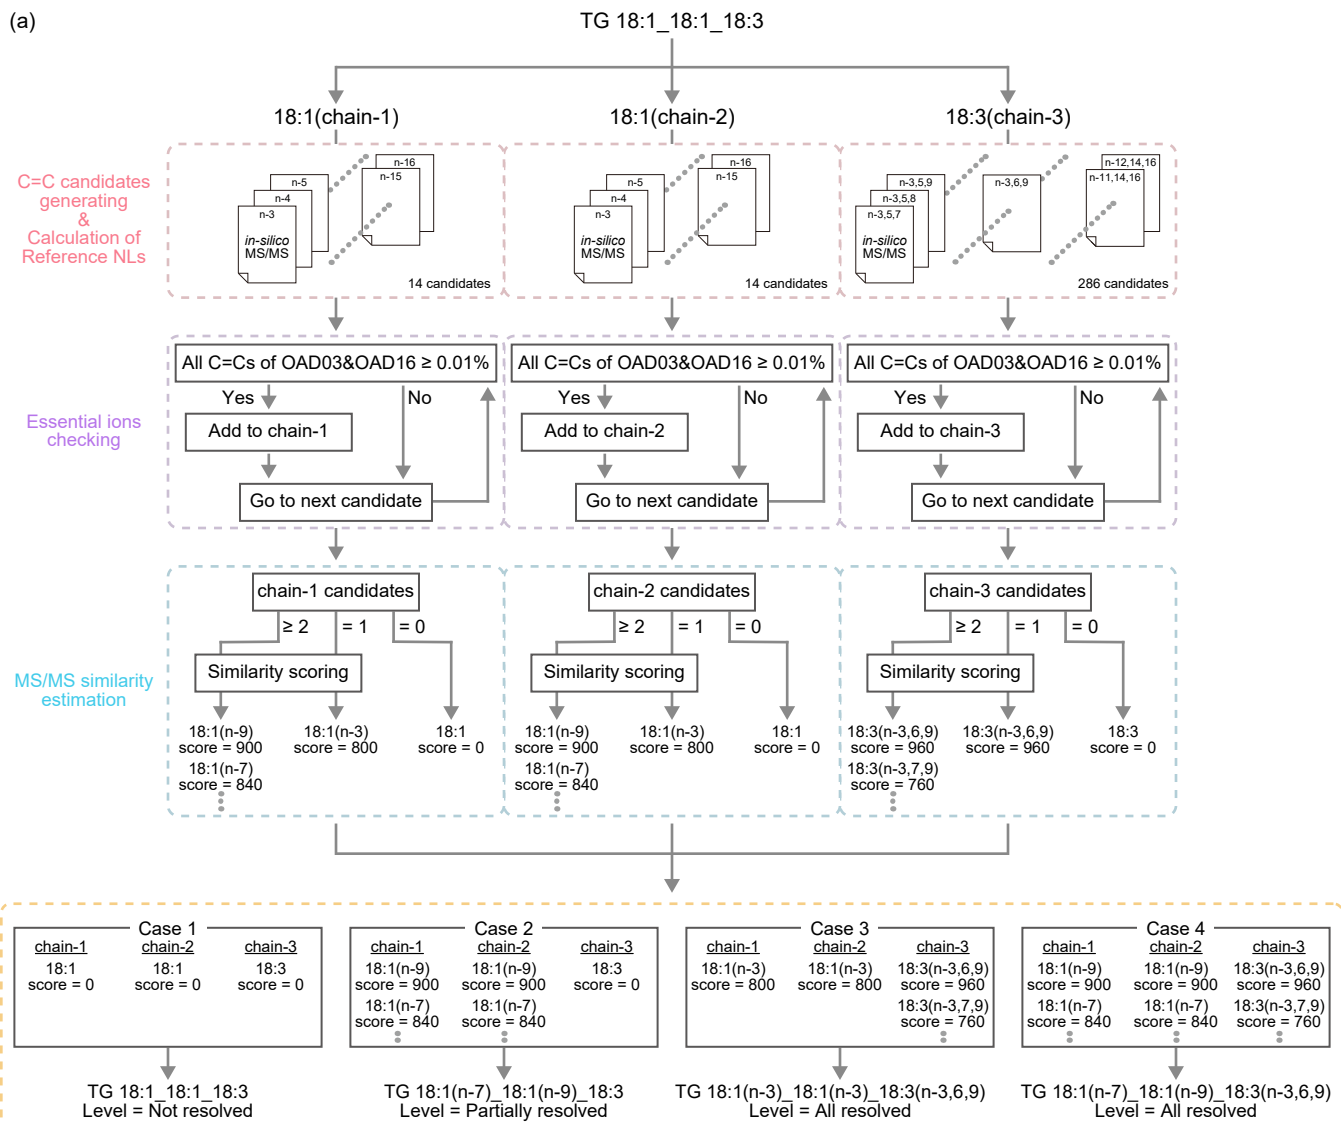 (a)
TG 18:1_18:1_18:3
18:1(chain-1)
18:1(chain-2)
18:3(chain-3)
C=C candidates
generating
&
Calculation of
Reference NLs
n-3
n-4
n-5
n-15
n-16
in-silico
MS/MS
14 candidates
n-3
n-4
n-5
n-15
n-16
in-silico
MS/MS
14 candidates
n-3,5,7
n-3,5,8
n-3,5,9
n-3,6,9
n-11,14,16
n-12,14,16
in-silico
MS/MS
286 candidates
Essential ions
checking
All C=Cs of OAD03&OAD16 ≥ 0.01%
Yes
No
Add to chain-1
Go to next candidate
All C=Cs of OAD03&OAD16 ≥ 0.01%
Yes
No
Add to chain-2
Go to next candidate
All C=Cs of OAD03&OAD16 ≥ 0.01%
Yes
No
Add to chain-3
Go to next candidate
MS/MS similarity
estimation
chain-1 candidates
≥ 2
= 1
= 0
Similarity scoring
18:1(n-9)
score = 900
18:1(n-7)
score = 840
18:1(n-3)
score = 800
18:1
score = 0
chain-2 candidates
≥ 2
= 1
= 0
Similarity scoring
18:1(n-9)
score = 900
18:1(n-7)
score = 840
18:1(n-3)
score = 800
18:1
score = 0
chain-3 candidates
≥ 2
= 1
= 0
Similarity scoring
18:3(n-3,6,9)
score = 960
18:3(n-3,7,9)
score = 760
18:3(n-3,6,9)
score = 960
18:3
score = 0
Case 1
chain-1 chain-2 chain-3
18:1 18:1 18:3
score = 0 score = 0 score = 0
TG 18:1_18:1_18:3
Level = Not resolved
Case 2
chain-1 chain-2 chain-3
18:1(n-9) 18:1(n-9) 18:3
score = 900 score = 900 score = 0
18:1(n-7) 18:1(n-7)
score = 840 score = 840
TG 18:1(n-7)_18:1(n-9)_18:3
Level = Partially resolved
Case 3
chain-1 chain-2 chain-3
18:1(n-3) 18:1(n-3) 18:3(n-3,6,9)
score = 800 score = 800 score = 960
18:3(n-3,7,9)
score = 760
TG 18:1(n-3)_18:1(n-3)_18:3(n-3,6,9)
Level = All resolved
Case 4
chain-1 chain-2 chain-3
18:1(n-9) 18:1(n-9) 18:3(n-3,6,9)
score = 900 score = 900 score = 960
18:1(n-7) 18:1(n-7) 18:3(n-3,7,9)
score = 840 score = 840 score = 760
TG 18:1(n-7)_18:1(n-9)_18:3(n-3,6,9)
Level = All resolved